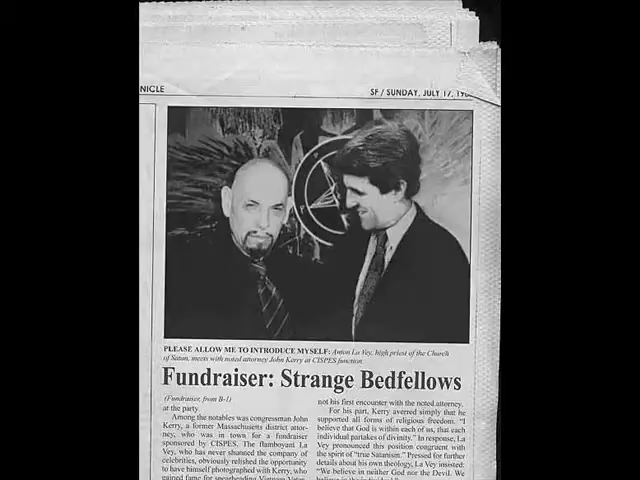 NICLE
SF / SUNDAY, JULY 17,
PLEASE ALLOW ME TO INTRODUCE MYSELF: Anton La Vey, high priest of the Church
of Satan, meets with noted attorney John Kerry at CISPES function.
Fundraiser: Strange Bedfellows
(Fundraiser, from B-1)
at the party.
Among the notables was congressman John
Kerry, a former Massachusetts district attor-
ney, who was in town for a fundraiser
sponsored by CISPES. The flamboyant La
Vey, who has never shunned the company of
celebrities, obviously relished the opportunity
to have himself photographed with Kerry, who
gained fame for spearheading Vietnam
not his first encounter with the noted attorney.
For his part, Kerry averred simply that he
supported all forms of religious freedom. "I
believe that God is within each of us, that each
individual partakes of divinity." In response, La
Vey pronounced this position congruent with
the spirit of "true Satanism." Pressed for further
details about his own theology, La Vey insisted:
"We believe in neither God nor the Devil. We